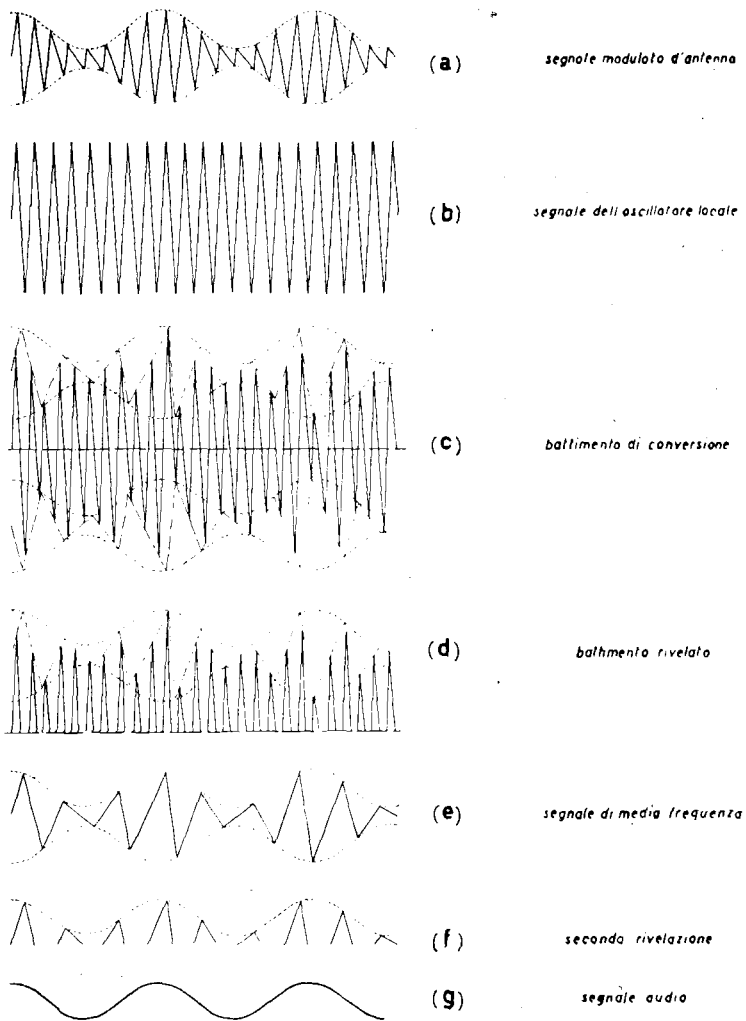 (a) segnale modulato d'antenna
(b) segnale dell oscillatore locale
(c) battimento di conversione
(d) battimento rivelato
(e) segnale di media frequenza
(f) seconda rivelazione
(g) segnale audio